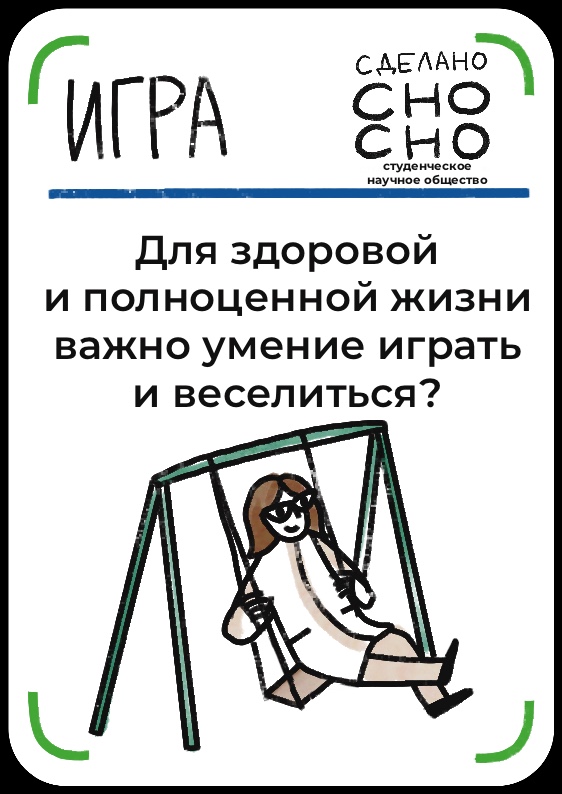 ИГРА
СДЕЛАНО
СНО
СНО
студенческое
научное общество
Для здоровой
и полноценной жизни
важно умение играть
и веселиться?